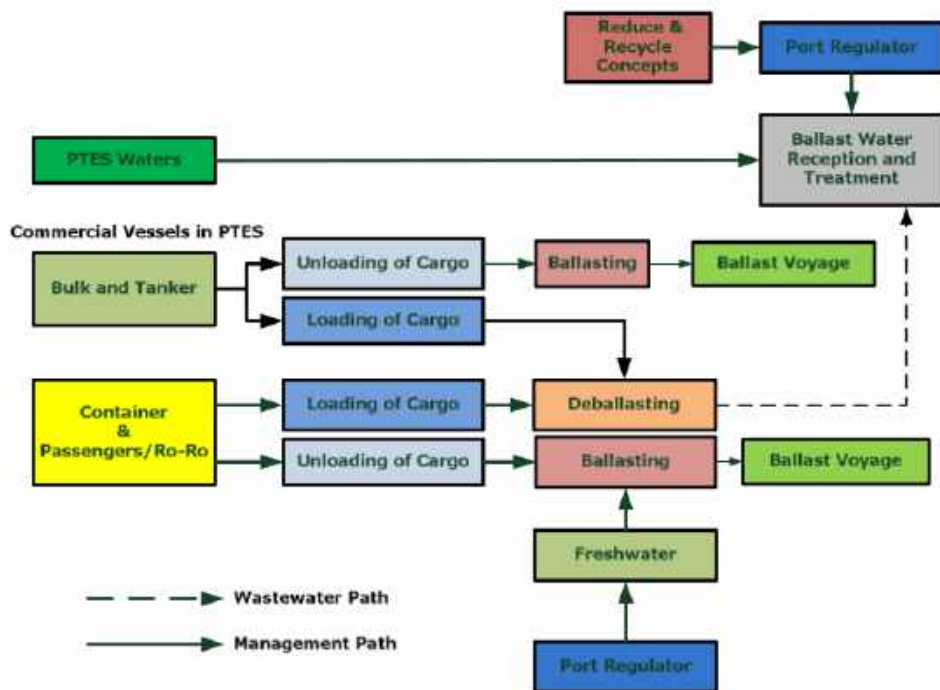 Reduce &
Recycle
Concepts
Port Regulator
PTES Waters
Ballast Water
Reception and
Treatment
Commercial Vessels in PTES
Bulk and Tanker
Unloading of Cargo
Ballasting
Ballast Voyage
Loading of Cargo
Container
&
Passengers/Ro-Ro
Loading of Cargo
Deballasting
Unloading of Cargo
Ballasting
Ballast Voyage
Freshwater
Wastewater Path
Management Path
Port Regulator